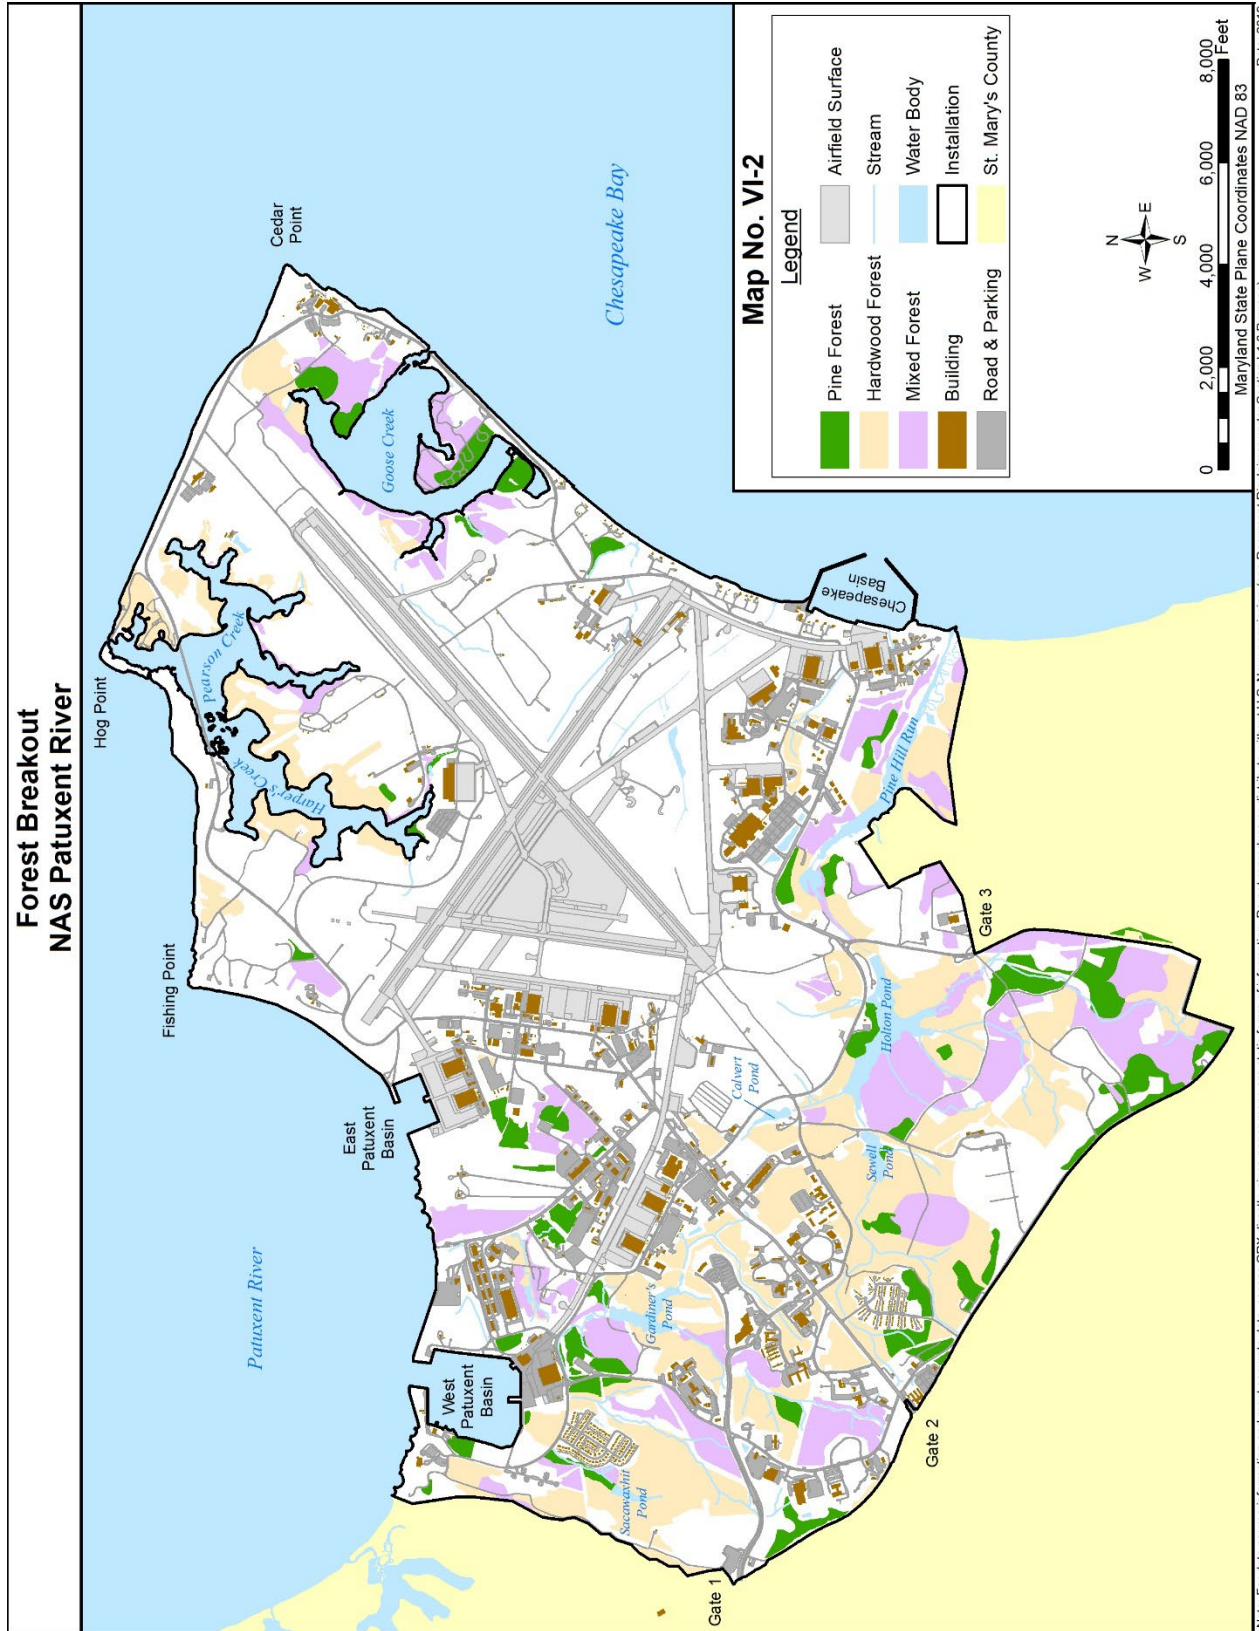 Forest Breakout
NAS Patuxent River
Hog Point
Fishing Point
Cedar
Point
Patuxent River
East
Patuxent
Basin
West
Patuxent
Basin
Pearson Creek
Harper's Creek
Goose Creek
Chesapeake Bay
Chesapeake
Basin
Pine Hill Run
Holton Pond
Calvert
Pond
Sewell
Pond
Gardiner's
Pond
Sacawaxhit
Pond
Gate 1
Gate 2
Gate 3
Map No. VI-2
Legend
Pine Forest
Hardwood Forest
Mixed Forest
Building
Road & Parking
Airfield Surface
Stream
Water Body
Installation
St. Mary's County
N
W E
S
0 2,000 4,000 6,000 8,000
Feet
Maryland State Plane Coordinates NAD 83